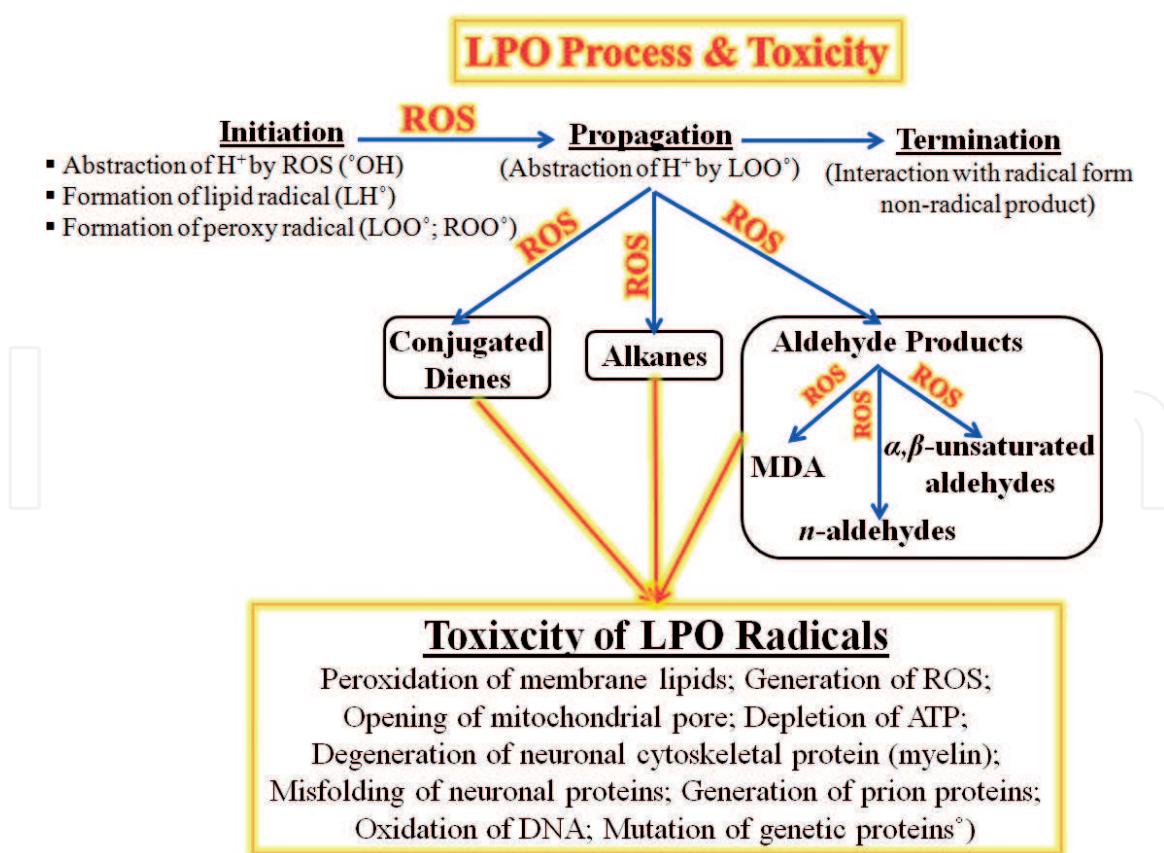 LPO Process & Toxicity
Initiation
ROS
Propagation
Termination
▪ Abstraction of H⁺ by ROS (˚OH)
▪ Formation of lipid radical (LH˚)
▪ Formation of peroxy radical (LOO˚; ROO˚)
(Abstraction of H⁺ by LOO˚)
(Interaction with radical form
non-radical product)
ROS
ROS
ROS
Conjugated
Dienes
Alkanes
Aldehyde Products
ROS
ROS
ROS
MDA
α,β-unsaturated
aldehydes
n-aldehydes
Toxixcity of LPO Radicals
Peroxidation of membrane lipids; Generation of ROS;
Opening of mitochondrial pore; Depletion of ATP;
Degeneration of neuronal cytoskeletal protein (myelin);
Misfolding of neuronal proteins; Generation of prion proteins;
Oxidation of DNA; Mutation of genetic proteins˚)